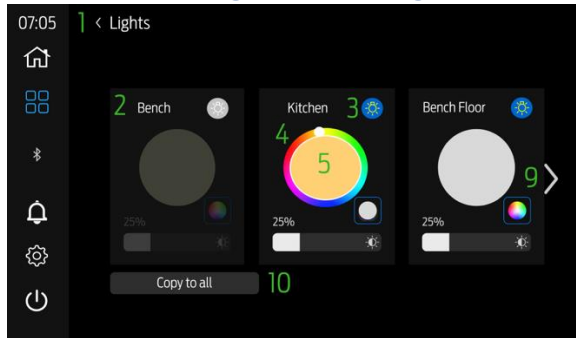 07:05 1 < Lights
2 Bench Kitchen 3 Bench Floor
4
5
9
25% 25% 25%
Copy to all 10